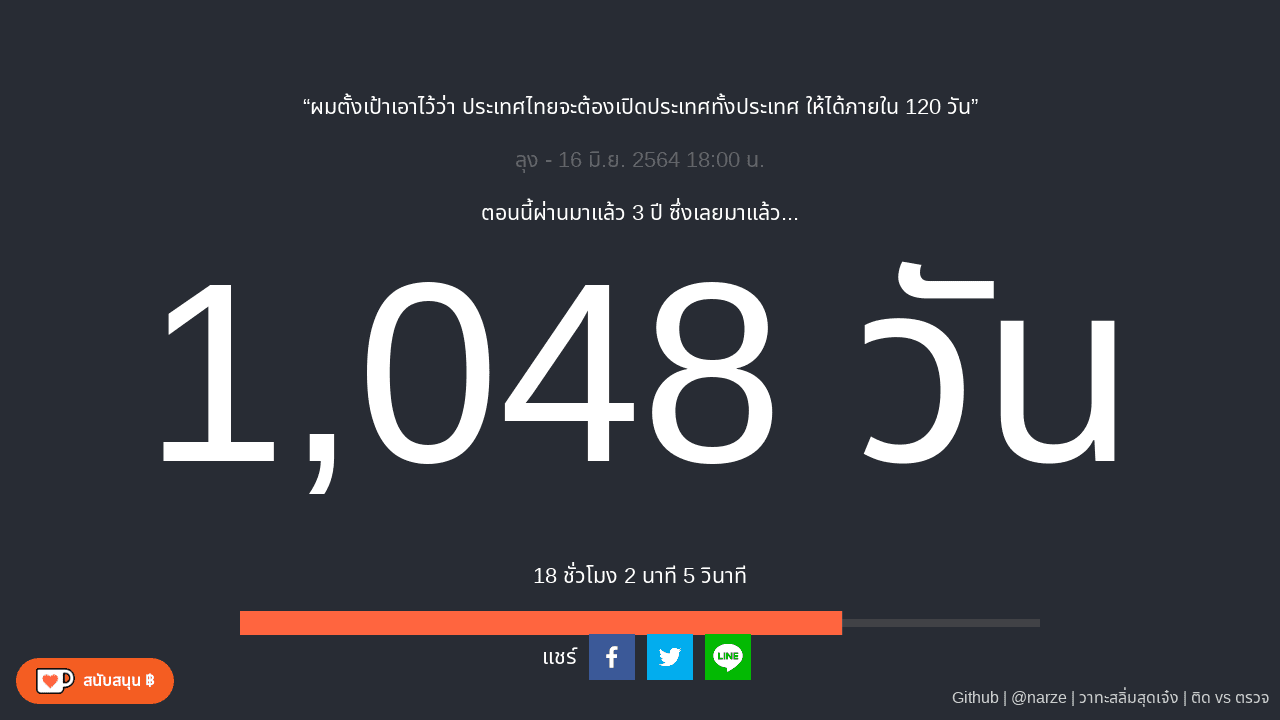 “ผมตั้งเป้าเอาไว้ว่า ประเทศไทยจะต้องเปิดประเทศทั้งประเทศ ให้ได้ภายใน 120 วัน”
ลุง - 16 มิ.ย. 2564 18:00 น.
ตอนนี้ผ่านมาแล้ว 3 ปี ซึ่งเลยมาแล้ว...
1,048 วัน
18 ชั่วโมง 2 นาที 5 วินาที
แชร์
LINE
สนับสนุน ฿
Github | @narze | วาทะสลิ่มสุดเจ๋ง | ติด vs ตรวจ